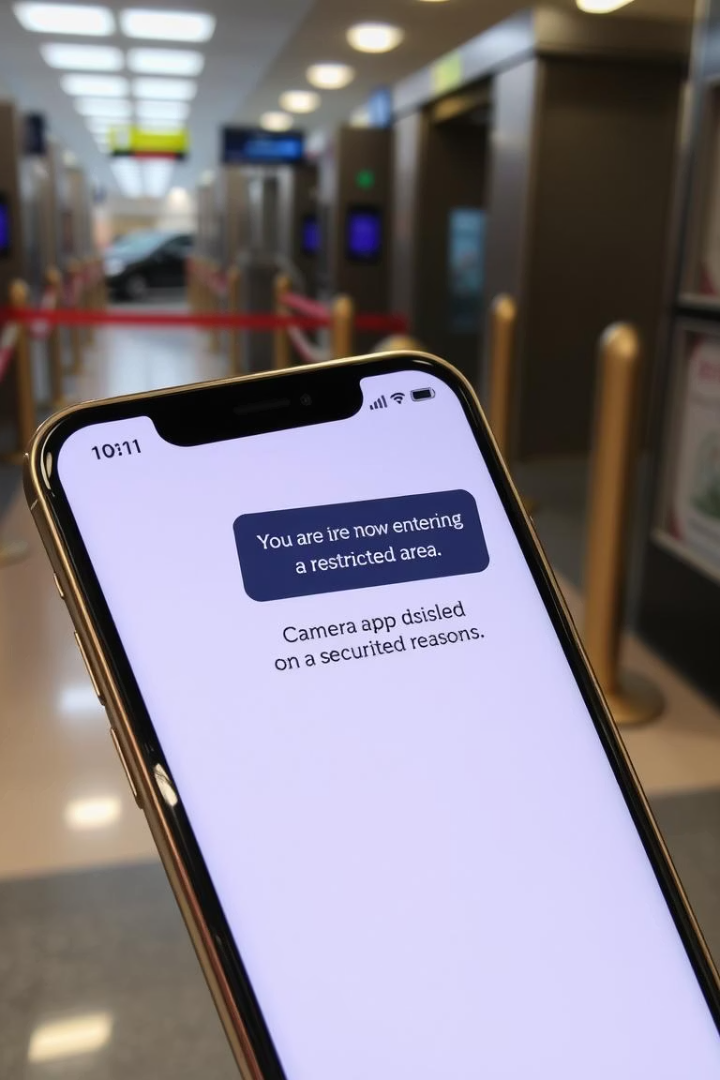 10:11
You are ire now entering
a restricted area.
Camera app dsisled
on a securited reasons.